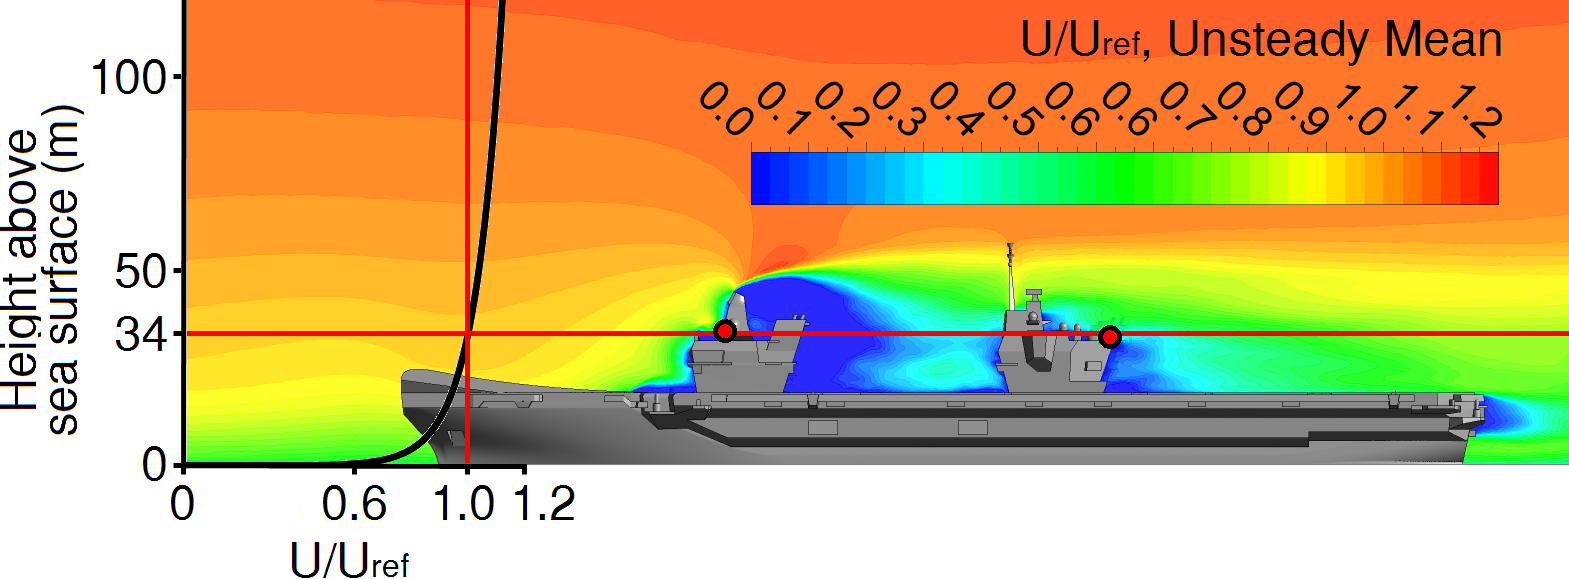 U/Uref, Unsteady Mean
0.0 0.1 0.2 0.3 0.4 0.5 0.6 0.6 0.7 0.8 0.9 1.0 1.1 1.2
Height above
sea surface (m)
100
50
34
0
0 0.6 1.0 1.2
U/Uref